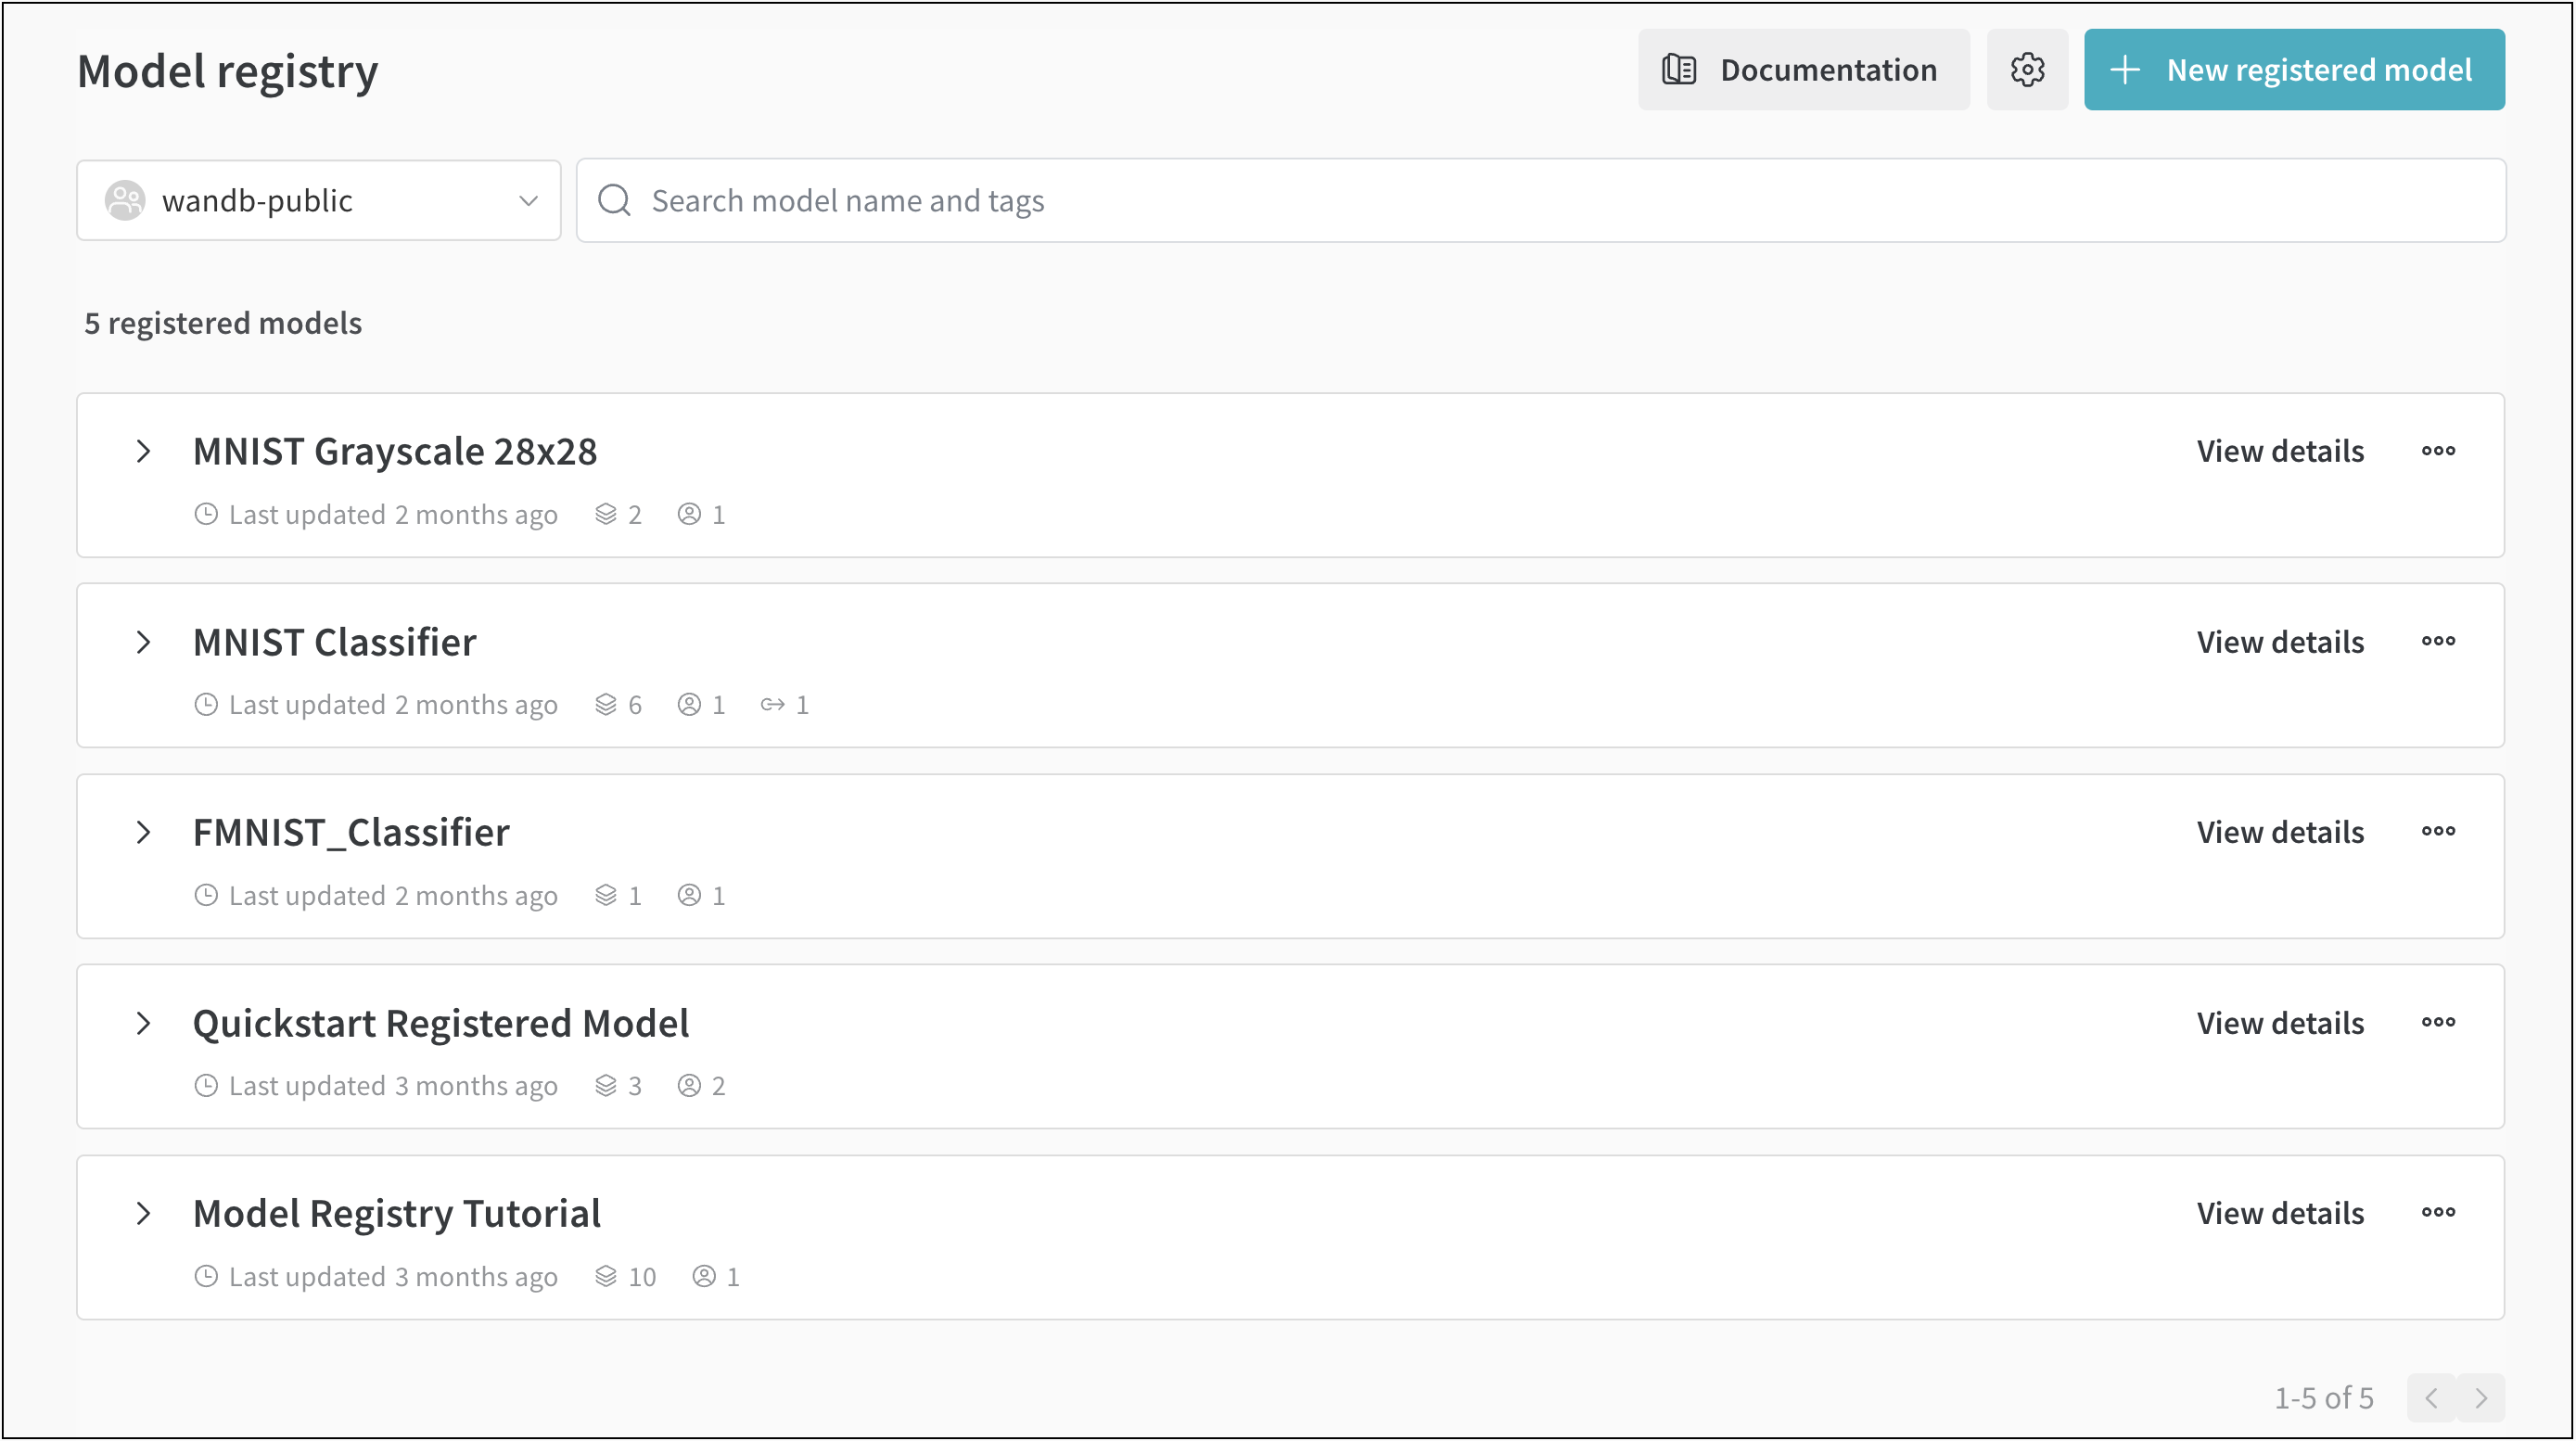 Model registry
Documentation
New registered model
wandb-public
Search model name and tags
5 registered models
MNIST Grayscale 28x28
View details
Last updated 2 months ago 2 1
MNIST Classifier
View details
Last updated 2 months ago 6 1 1
FMNIST_Classifier
View details
Last updated 2 months ago 1 1
Quickstart Registered Model
View details
Last updated 3 months ago 3 2
Model Registry Tutorial
View details
Last updated 3 months ago 10 1
1-5 of 5